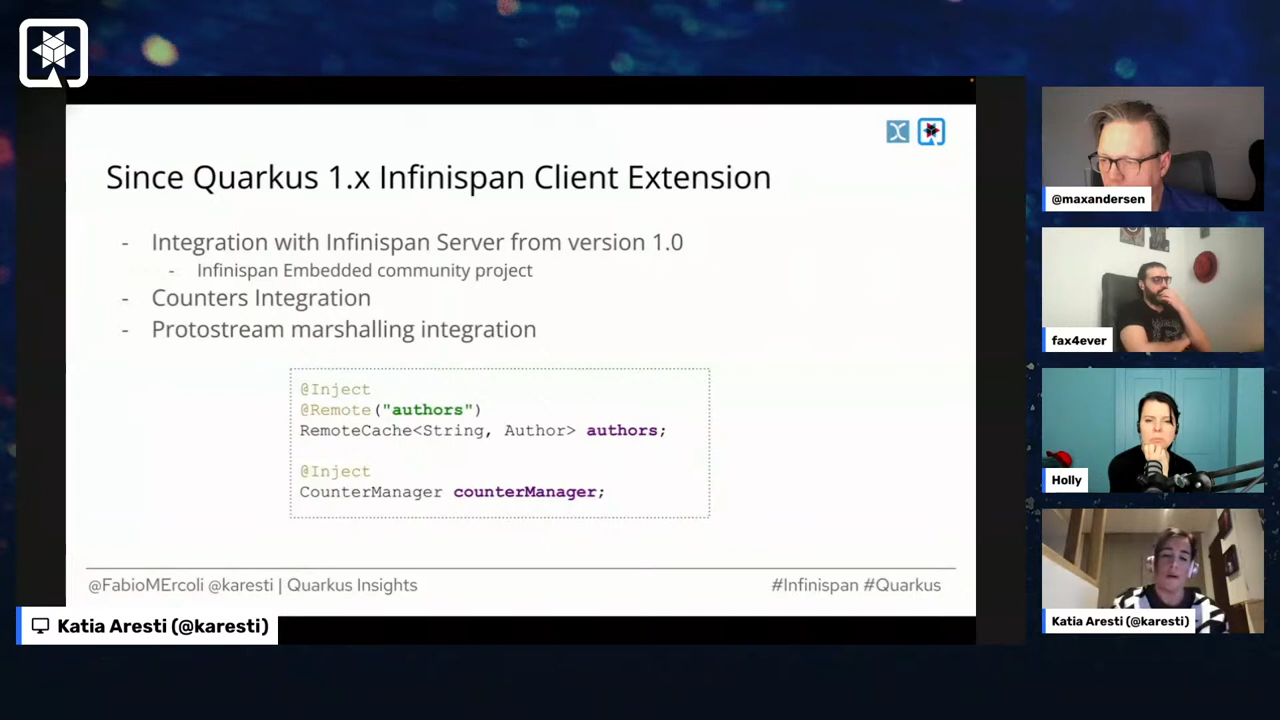 Since Quarkus 1.x Infinispan Client Extension
- Integration with Infinispan Server from version 1.0
- Infinispan Embedded community project
- Counters Integration
- Protostream marshalling integration
@Inject
@Remote("authors")
RemoteCache<String, Author> authors;
@Inject
CounterManager counterManager;
@FabioMErcoli @karesti | Quarkus Insights
#Infinispan #Quarkus
Katia Aresti (@karesti)
@maxandersen
fax4ever
Holly
Katia Aresti (@karesti)